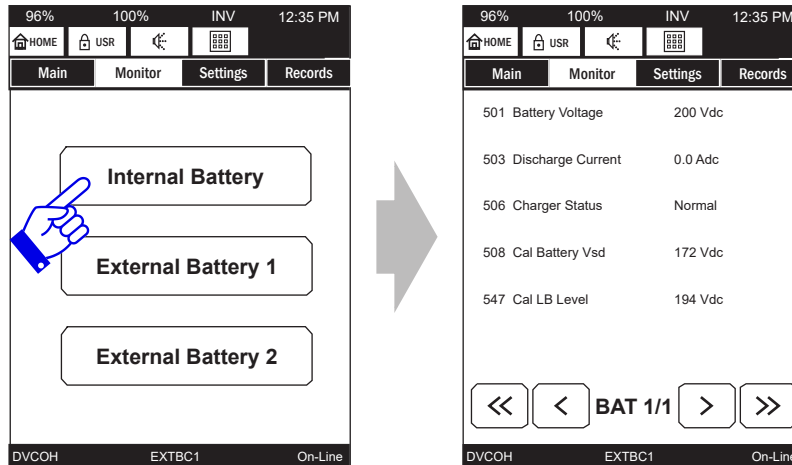 96% 100% INV 12:35 PM
HOME USR
Main Monitor Settings Records
Internal Battery
External Battery 1
External Battery 2
DVCOH EXTBC1 On-Line
96% 100% INV 12:35 PM
HOME USR
Main Monitor Settings Records
501 Battery Voltage 200 Vdc
503 Discharge Current 0.0 Adc
506 Charger Status Normal
508 Cal Battery Vsd 172 Vdc
547 Cal LB Level 194 Vdc
<< < BAT 1/1 > >>
DVCOH EXTBC1 On-Line